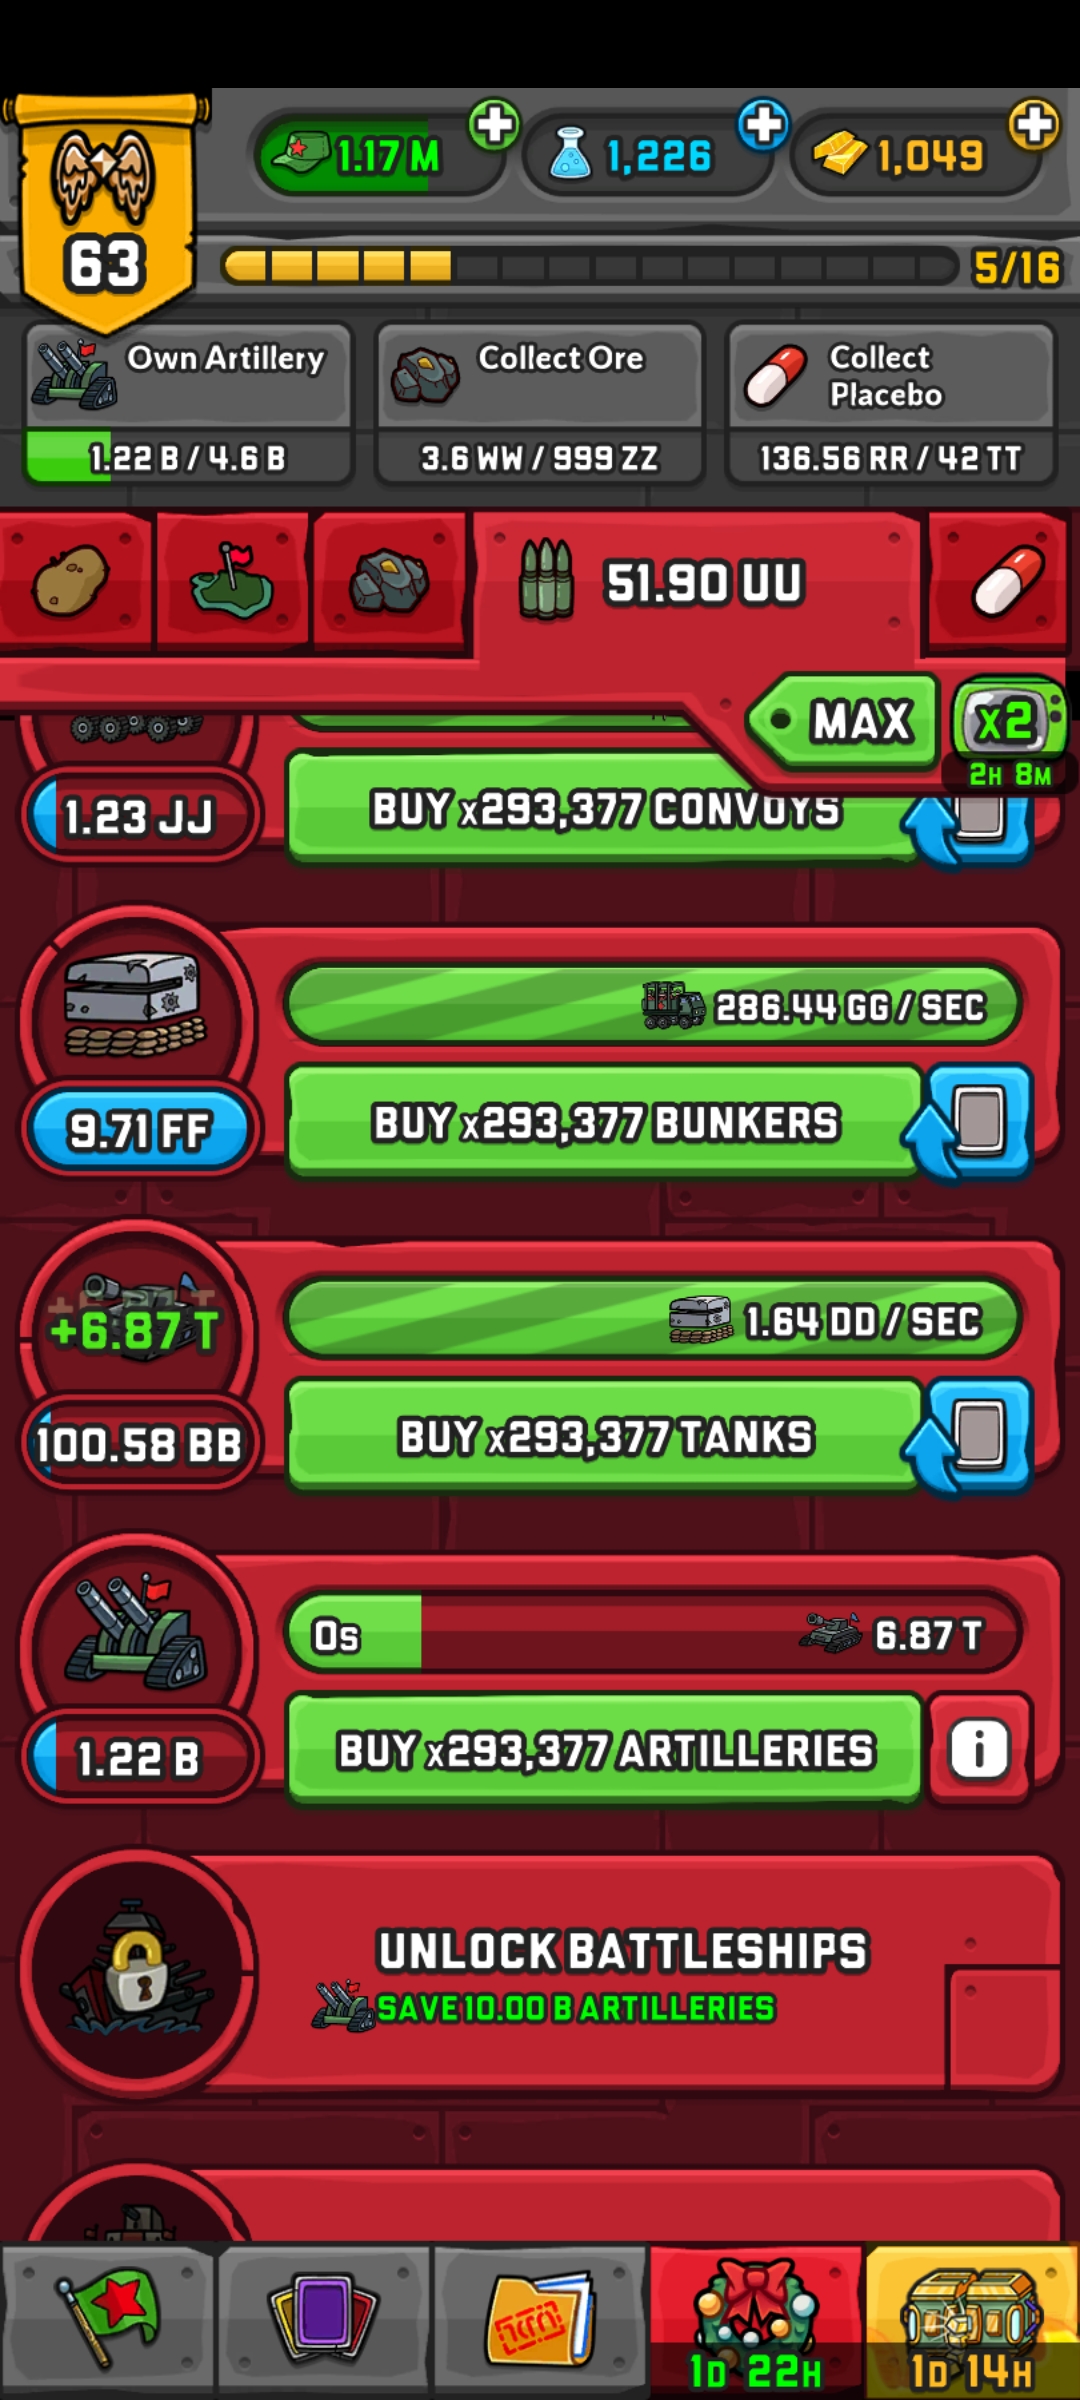 1.17 M
1,226
1,049
63
5/16
Own Artillery
1.22 B / 4.6 B
Collect Ore
3.6 WW / 999 ZZ
Collect
Placebo
136.56 RR / 42 TT
51.90 UU
MAX
x2
2H 8M
1.23 JJ
BUY x293,377 CONVOYS
286.44 GG / SEC
9.71 FF
BUY x293,377 BUNKERS
+6.87 T
1.64 DD / SEC
100.58 BB
BUY x293,377 TANKS
0s
6.87 T
1.22 B
BUY x293,377 ARTILLERIES
i
UNLOCK BATTLESHIPS
SAVE 10.00 B ARTILLERIES
1D 22H
1D 14H